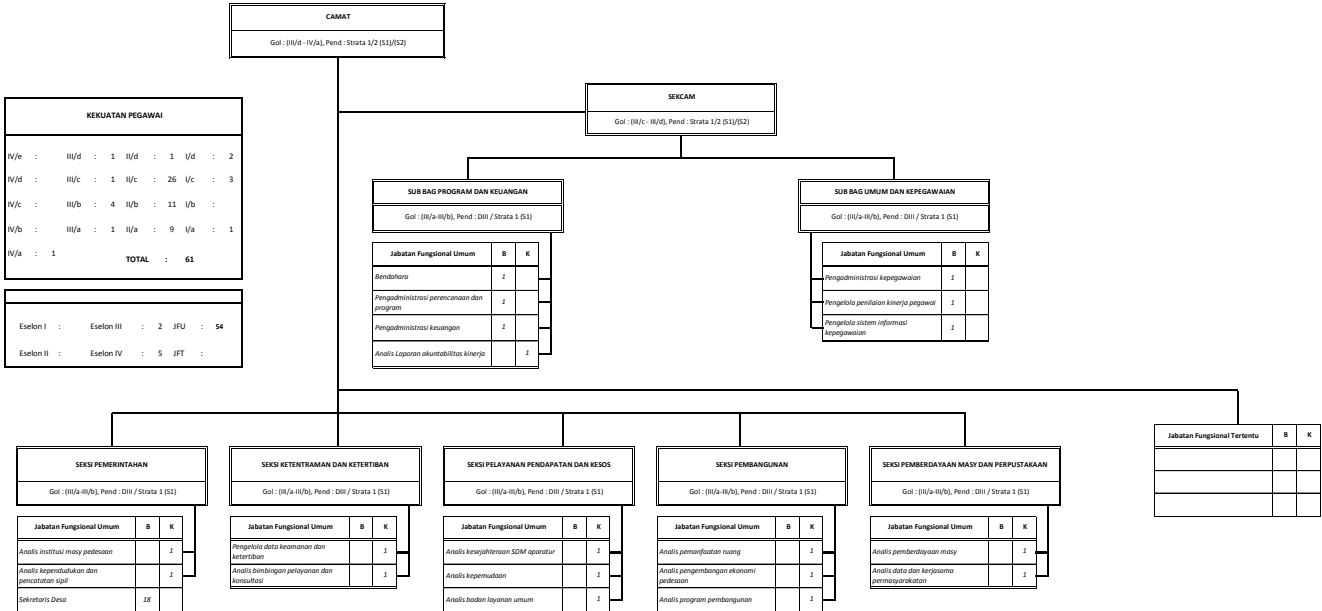 CAMAT
Gol : (III/d - IV/a), Pend : Strata 1/2 (S1)/(S2)
SEKCAM
Gol : (III/c - III/d), Pend : Strata 1/2 (S1)/(S2)
KEKUATAN PEGAWAI
IV/e : III/d : 1 II/d : 1 I/d : 2
IV/d : III/c : 1 II/c : 26 I/c : 3
IV/c : III/b : 4 II/b : 11 I/b :
IV/b : III/a : 1 II/a : 9 I/a : 1
IV/a : 1 TOTAL : 61
Eselon I : Eselon III : 2 JFU : 54
Eselon II : Eselon IV : 5 JFT :
SUB BAG PROGRAM DAN KEUANGAN
Gol : (III/a-III/b), Pend : DIII / Strata 1 (S1)
Jabatan Fungsional Umum B K
Bendahara 1
Pengadministrasi perencanaan dan
program 1
Pengadministrasi keuangan 1
Analis Laporan akuntabilitas kinerja 1
SUB BAG UMUM DAN KEPEGAWAIAN
Gol : (III/a-III/b), Pend : DIII / Strata 1 (S1)
Jabatan Fungsional Umum B K
Pengadministrasi kepegawaian 1
Pengelola penilaian kinerja pegawai 1
Pengelola sistem informasi
kepegawaian 1
SEKSI PEMERINTAHAN
Gol : (III/a-III/b), Pend : DIII / Strata 1 (S1)
Jabatan Fungsional Umum B K
Analis institusi masy pedesaan 1
Analis kependudukan dan
pencatatan sipil 1
Sekretaris Desa 18
SEKSI KETENTRAMAN DAN KETERTIBAN
Gol : (III/a-III/b), Pend : DIII / Strata 1 (S1)
Jabatan Fungsional Umum B K
Pengelola data keamanan dan
ketertiban 1
Analis bimbingan pelayanan dan
konsultasi 1
SEKSI PELAYANAN PENDAPATAN DAN KESOS
Gol : (III/a-III/b), Pend : DIII / Strata 1 (S1)
Jabatan Fungsional Umum B K
Analis kesejahteraan SDM aparatur 1
Analis kepemudaan 1
Analis badan layanan umum 1
SEKSI PEMBANGUNAN
Gol : (III/a-III/b), Pend : DIII / Strata 1 (S1)
Jabatan Fungsional Umum B K
Analis pemanfaatan ruang 1
Analis pengembangan ekonomi
pedesaan 1
Analis program pembangunan 1
SEKSI PEMBERDAYAAN MASY DAN PERPUSTAKAAN
Gol : (III/a-III/b), Pend : DIII / Strata 1 (S1)
Jabatan Fungsional Umum B K
Analis pemberdayaan masy 1
Analis data dan kerjasama
permasyarakatan 1
Jabatan Fungsional Tertentu B K